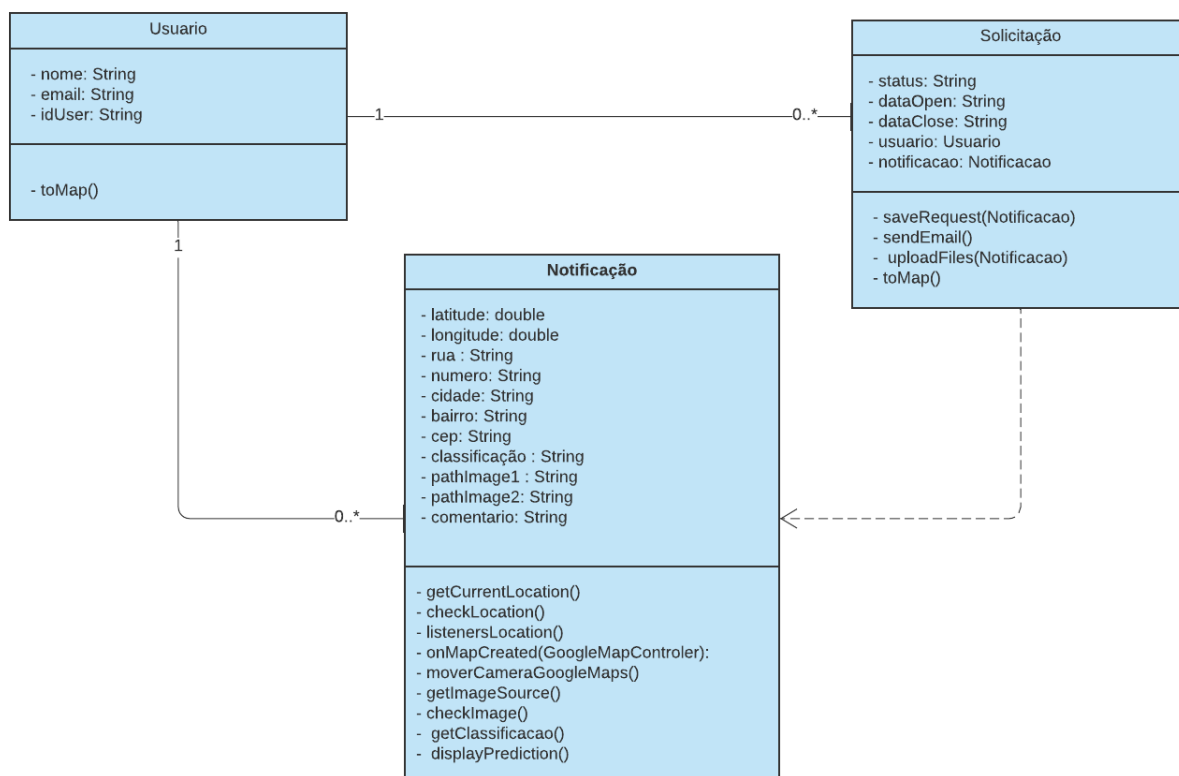 Usuario
- nome: String
- email: String
- idUser: String
- toMap()
1
0..*
Solicitação
- status: String
- dataOpen: String
- dataClose: String
- usuario: Usuario
- notificacao: Notificacao
- saveRequest(Notificacao)
- sendEmail()
- uploadFiles(Notificacao)
- toMap()
1
0..*
Notificação
- latitude: double
- longitude: double
- rua : String
- numero: String
- cidade: String
- bairro: String
- cep: String
- classificação : String
- pathImage1 : String
- pathImage2: String
- comentario: String
- getCurrentLocation()
- checkLocation()
- listenersLocation()
- onMapCreated(GoogleMapControler):
- moverCameraGoogleMaps()
- getImageSource()
- checkImage()
- getClassificacao()
- displayPrediction()